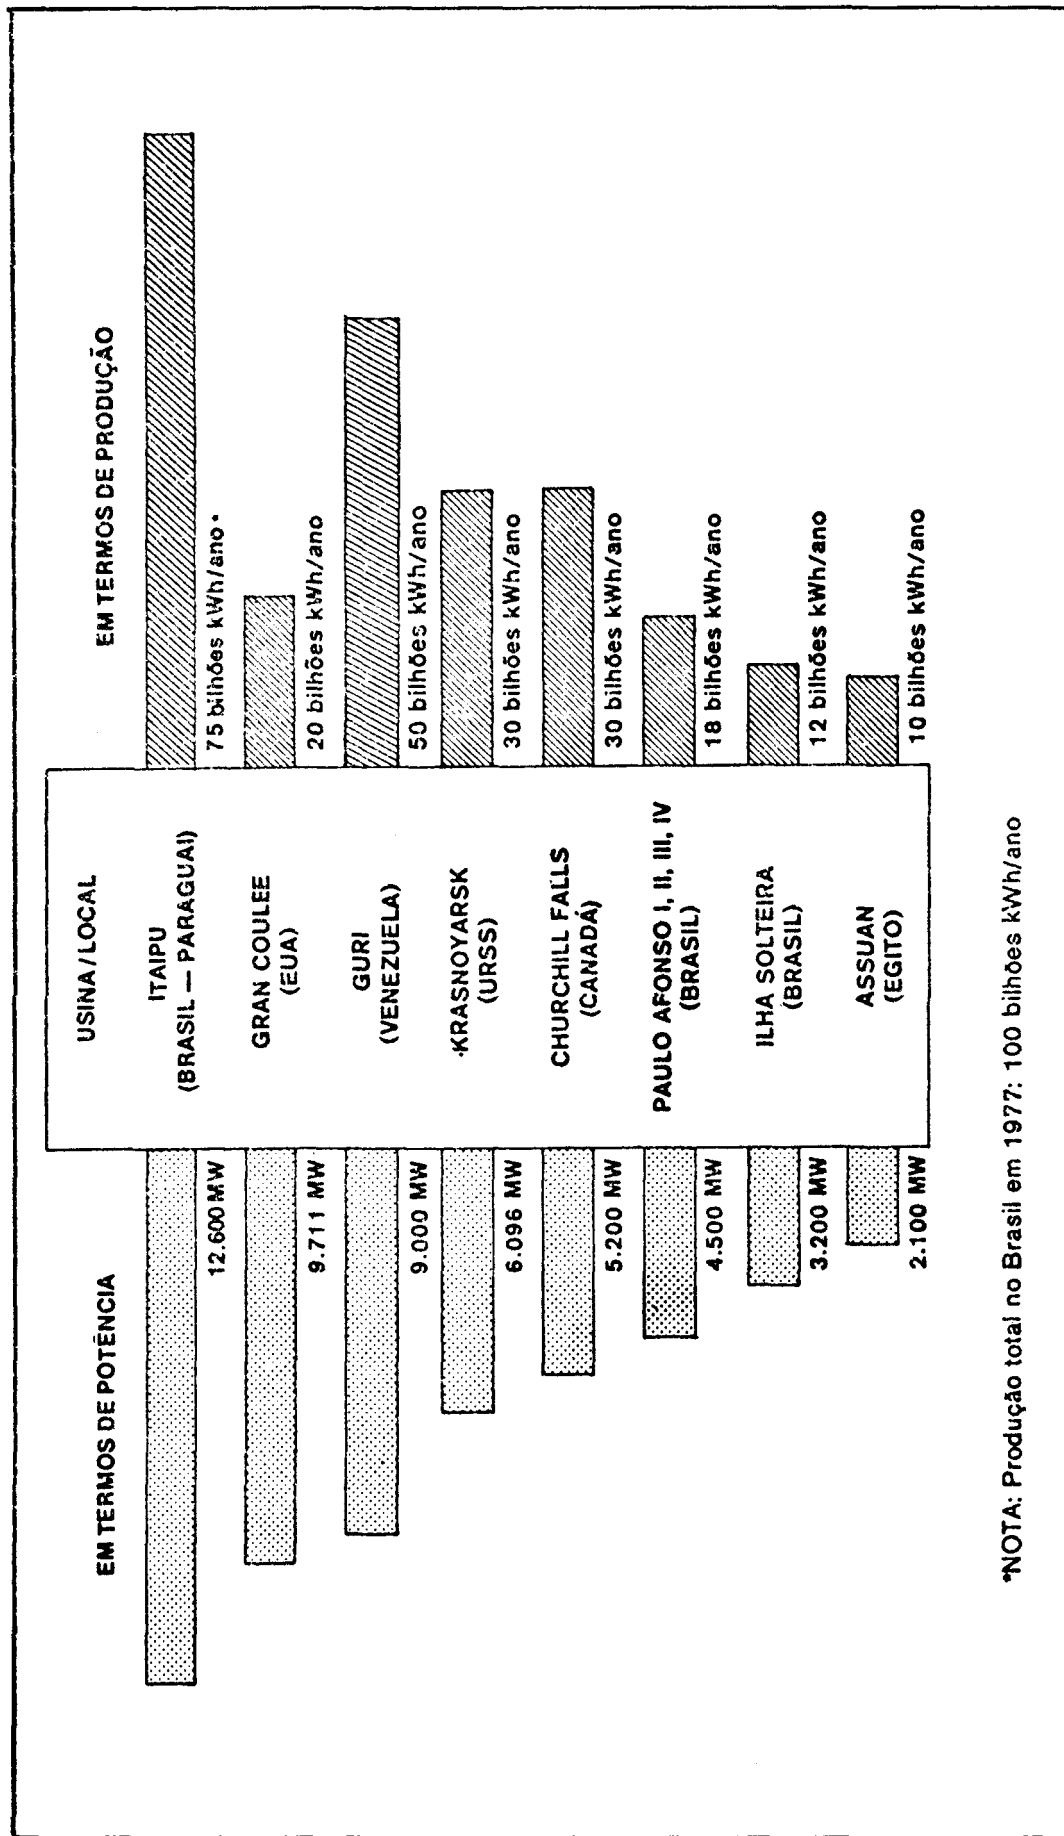 EM TERMOS DE POTÊNCIA
USINA / LOCAL
EM TERMOS DE PRODUÇÃO
12.600 MW
ITAIPU
(BRASIL — PARAGUAI)
75 bilhões kWh/ano*
9.711 MW
GRAN COULEE
(EUA)
20 bilhões kWh/ano
9.000 MW
GURI
(VENEZUELA)
50 bilhões kWh/ano
6.096 MW
KRASNOYARSK
(URSS)
30 bilhões kWh/ano
5.200 MW
CHURCHILL FALLS
(CANADÁ)
30 bilhões kWh/ano
4.500 MW
PAULO AFONSO I, II, III, IV
(BRASIL)
18 bilhões kWh/ano
3.200 MW
ILHA SOLTEIRA
(BRASIL)
12 bilhões kWh/ano
2.100 MW
ASSUAN
(EGITO)
10 bilhões kWh/ano
*NOTA: Produção total no Brasil em 1977: 100 bilhões kWh/ano